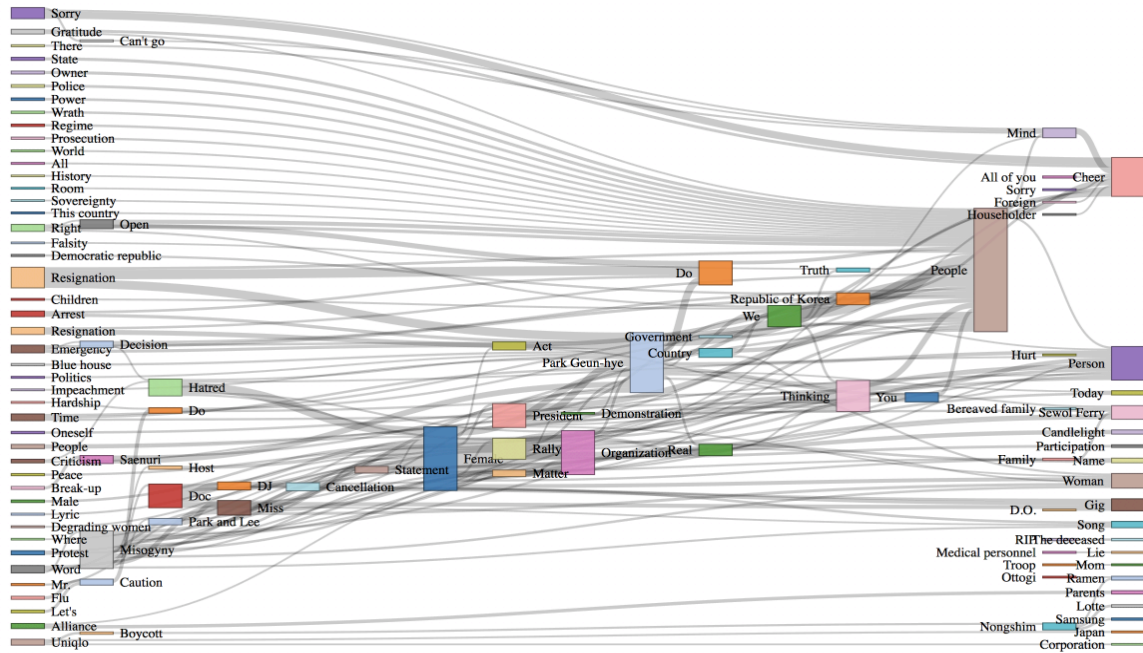 Sorry
Gratitude
Can't go
There
State
Owner
Police
Power
Wrath
Regime
Prosecution
World
All
History
Room
Sovereignty
This country
Right
Open
Falsity
Democratic republic
Resignation
Children
Arrest
Resignation
Decision
Emergency
Blue house
Politics
Impeachment
Hardship
Time
Oneself
People
Criticism
Peace
Break-up
Male
Lyric
Degrading women
Where
Protest
Word
Mr.
Flu
Let's
Alliance
Boycott
Uniqlo
Hatred
Do
Saenuri
Host
Doc
Park and Lee
Misogyny
Caution
DJ
Miss
Cancellation
Statement
Female
Act
President
Rally
Matter
Demonstration
Organization
Park Geun-hye
Government
Country
Do
Real
Republic of Korea
We
Truth
Thinking
You
People
Mind
All of you
Sorry
Foreign
Householder
Cheer
Hurt
Person
Today
Bereaved family
Sewol Ferry
Candlelight
Participation
Family
Name
Woman
D.O.
Gig
Song
RIP
The deceased
Medical personnel
Lie
Troop
Mom
Ottogi
Ramen
Parents
Lotte
Nongshim
Samsung
Japan
Corporation